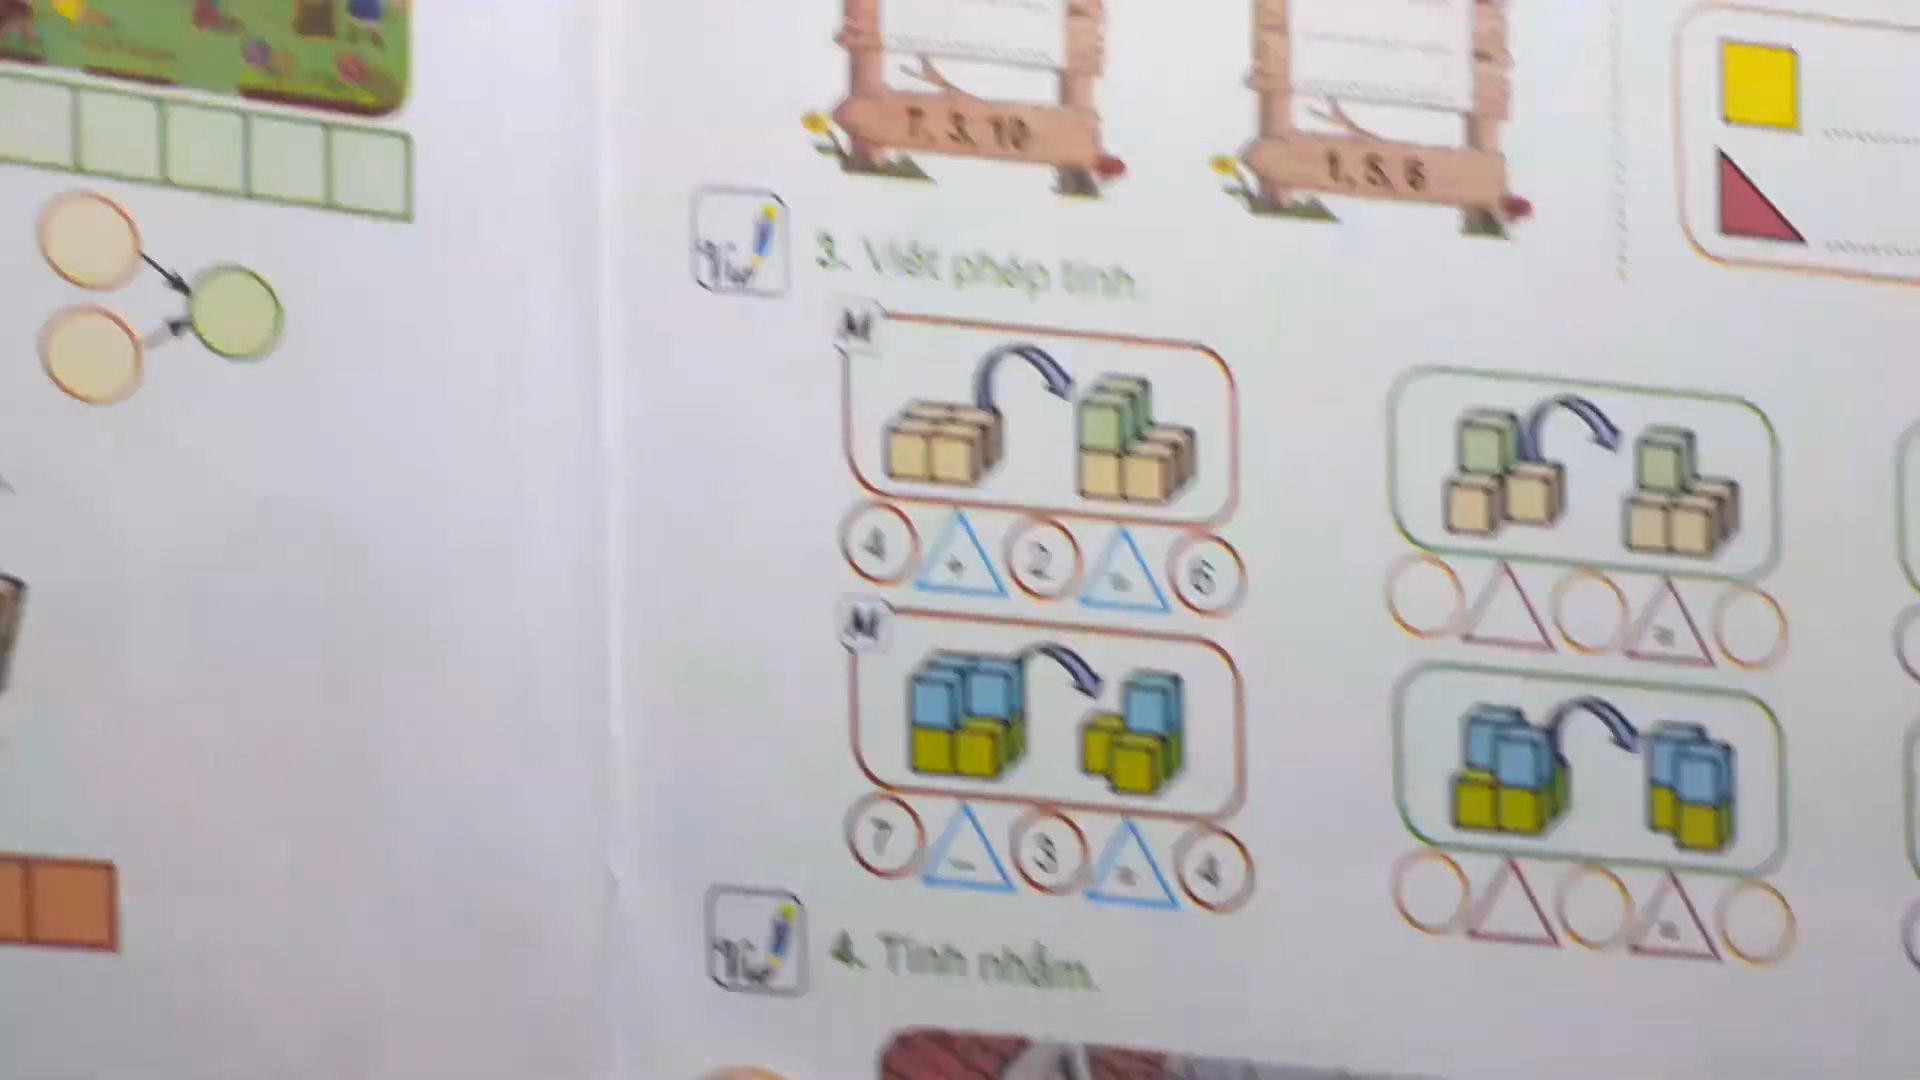 7, 3, 10
1, 5, 6
3. Viết phép tính.
M
4 + 2 = 6
=
M
7 - 3 = 4
=
4. Tính nhẩm.